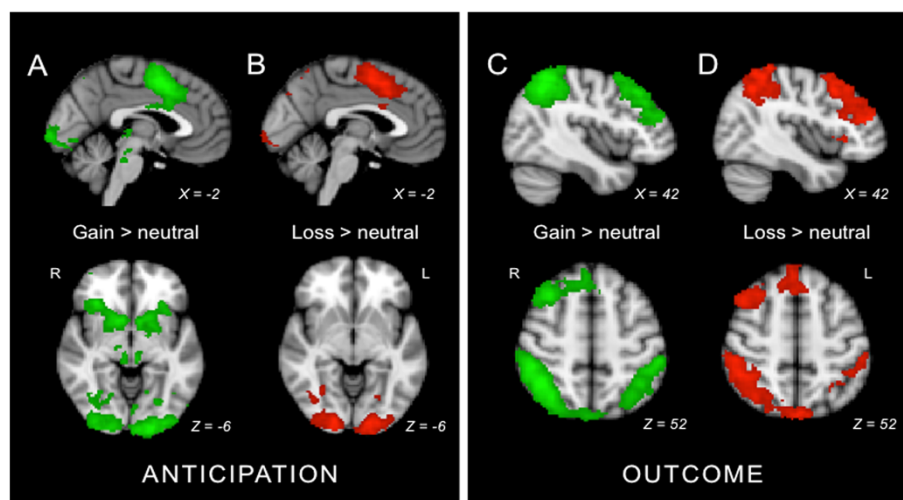 A
B
X = -2
X = -2
Gain > neutral
Loss > neutral
R
L
Z = -6
Z = -6
ANTICIPATION
C
D
X = 42
X = 42
Gain > neutral
Loss > neutral
R
L
Z = 52
Z = 52
OUTCOME